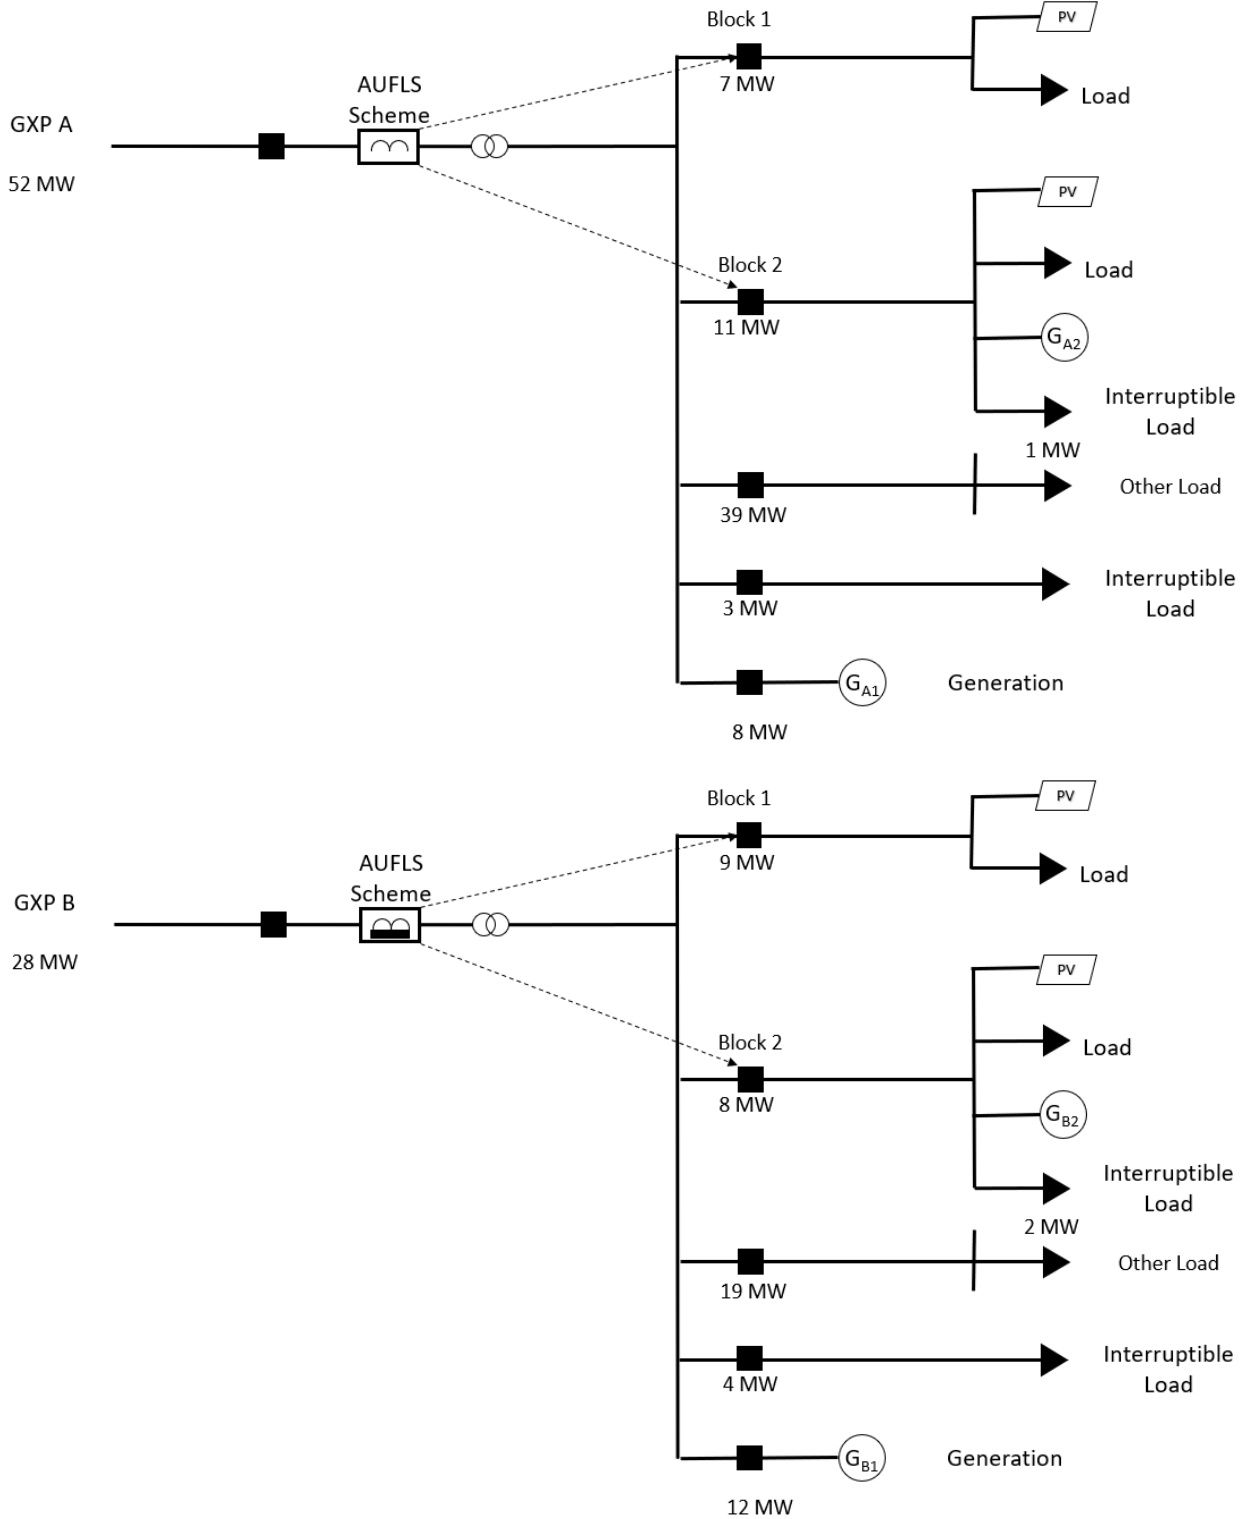 Block 1
PV
7 MW
Load
AUFLS
Scheme
GXP A
52 MW
PV
Block 2
Load
11 MW
GA2
Interruptible
Load
1 MW
Other Load
39 MW
Interruptible
Load
3 MW
GA1
Generation
8 MW
Block 1
PV
9 MW
Load
AUFLS
Scheme
GXP B
28 MW
PV
Block 2
Load
8 MW
GB2
Interruptible
Load
2 MW
Other Load
19 MW
Interruptible
Load
4 MW
GB1
Generation
12 MW